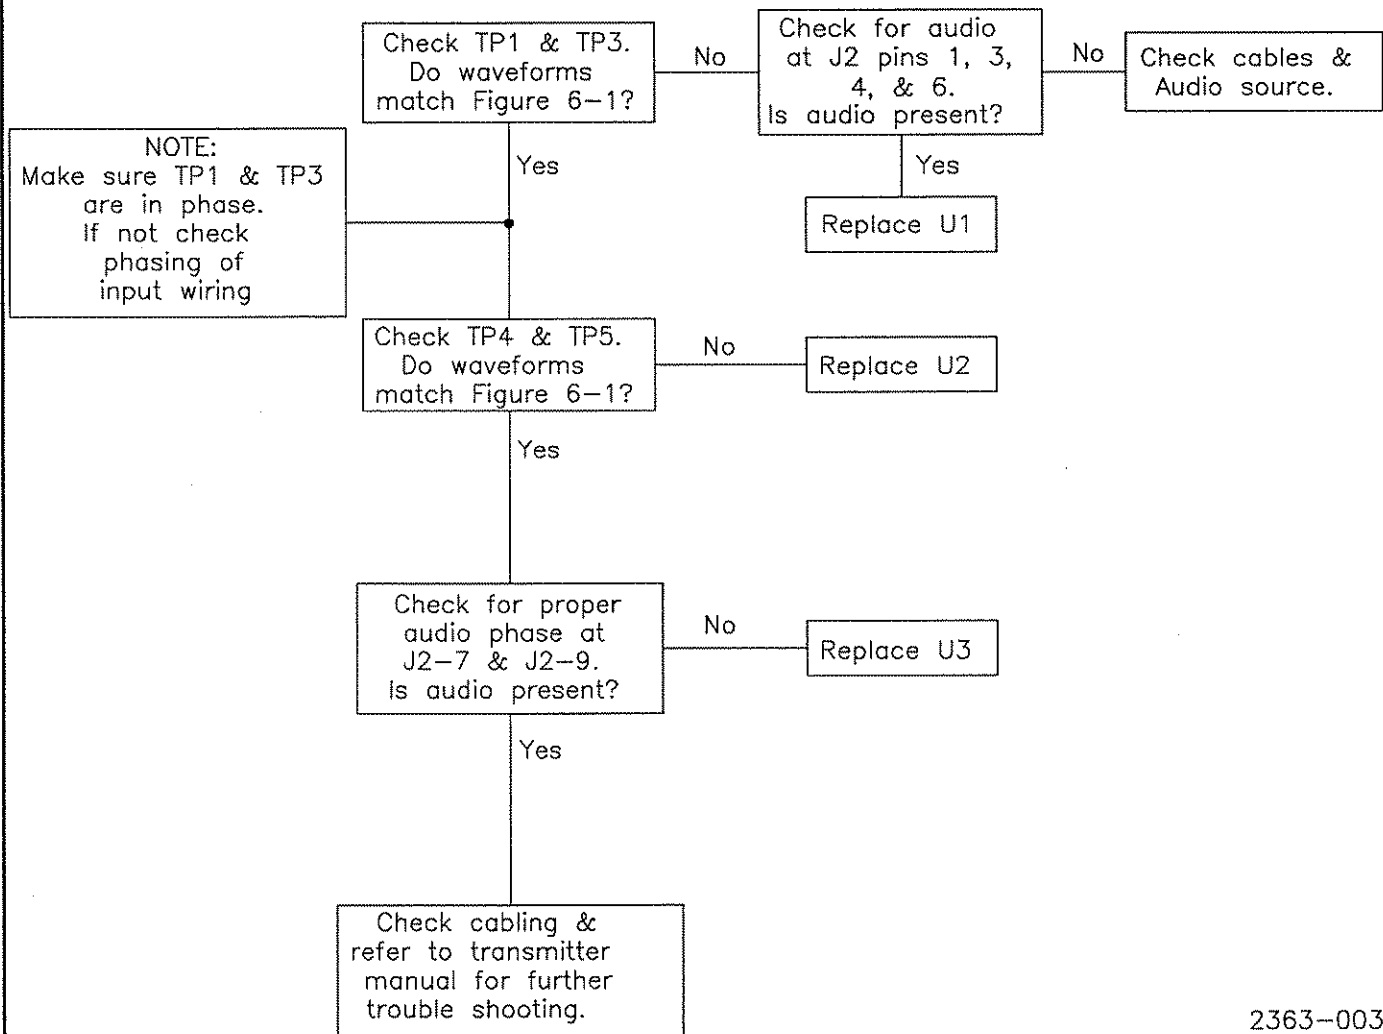 Check TP1 & TP3.
Do waveforms
match Figure 6-1?
No
Check for audio
at J2 pins 1, 3,
4, & 6.
Is audio present?
No
Check cables &
Audio source.
NOTE:
Make sure TP1 & TP3
are in phase.
If not check
phasing of
input wiring
Yes
Yes
Replace U1
Check TP4 & TP5.
Do waveforms
match Figure 6-1?
No
Replace U2
Yes
Check for proper
audio phase at
J2-7 & J2-9.
Is audio present?
No
Replace U3
Yes
Check cabling &
refer to transmitter
manual for further
trouble shooting.
2363-003